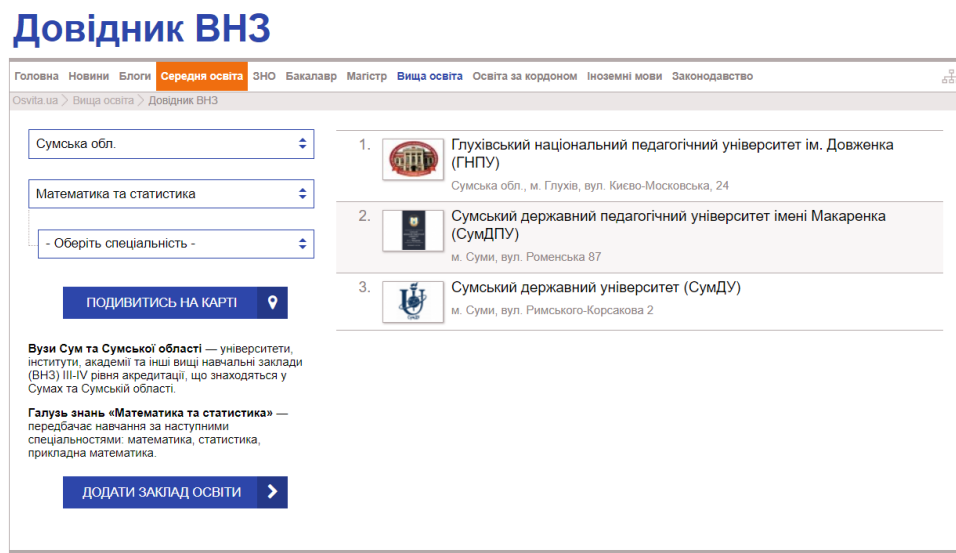 Довідник ВНЗ
Головна Новини Блоги Середня освіта ЗНО Бакалавр Магістр Вища освіта Освіта за кордоном Іноземні мови Законодавство
Osvita.ua > Вища освіта > Довідник ВНЗ
Сумська обл.
Математика та статистика
- Оберіть спеціальність -
ПОДИВИТИСЬ НА КАРТІ
Вузи Сум та Сумської області — університети,
інститути, академії та інші вищі навчальні заклади
(ВНЗ) III-IV рівня акредитації, що знаходяться у
Сумах та Сумській області.
Галузь знань «Математика та статистика» —
передбачає навчання за наступними
спеціальностями: математика, статистика,
прикладна математика.
ДОДАТИ ЗАКЛАД ОСВІТИ
1. Глухівський національний педагогічний університет ім. Довженка
(ГНПУ)
Сумська обл., м. Глухів, вул. Києво-Московська, 24
2. Сумський державний педагогічний університет імені Макаренка
(СумДПУ)
м. Суми, вул. Роменська 87
3. Сумський державний університет (СумДУ)
м. Суми, вул. Римського-Корсакова 2